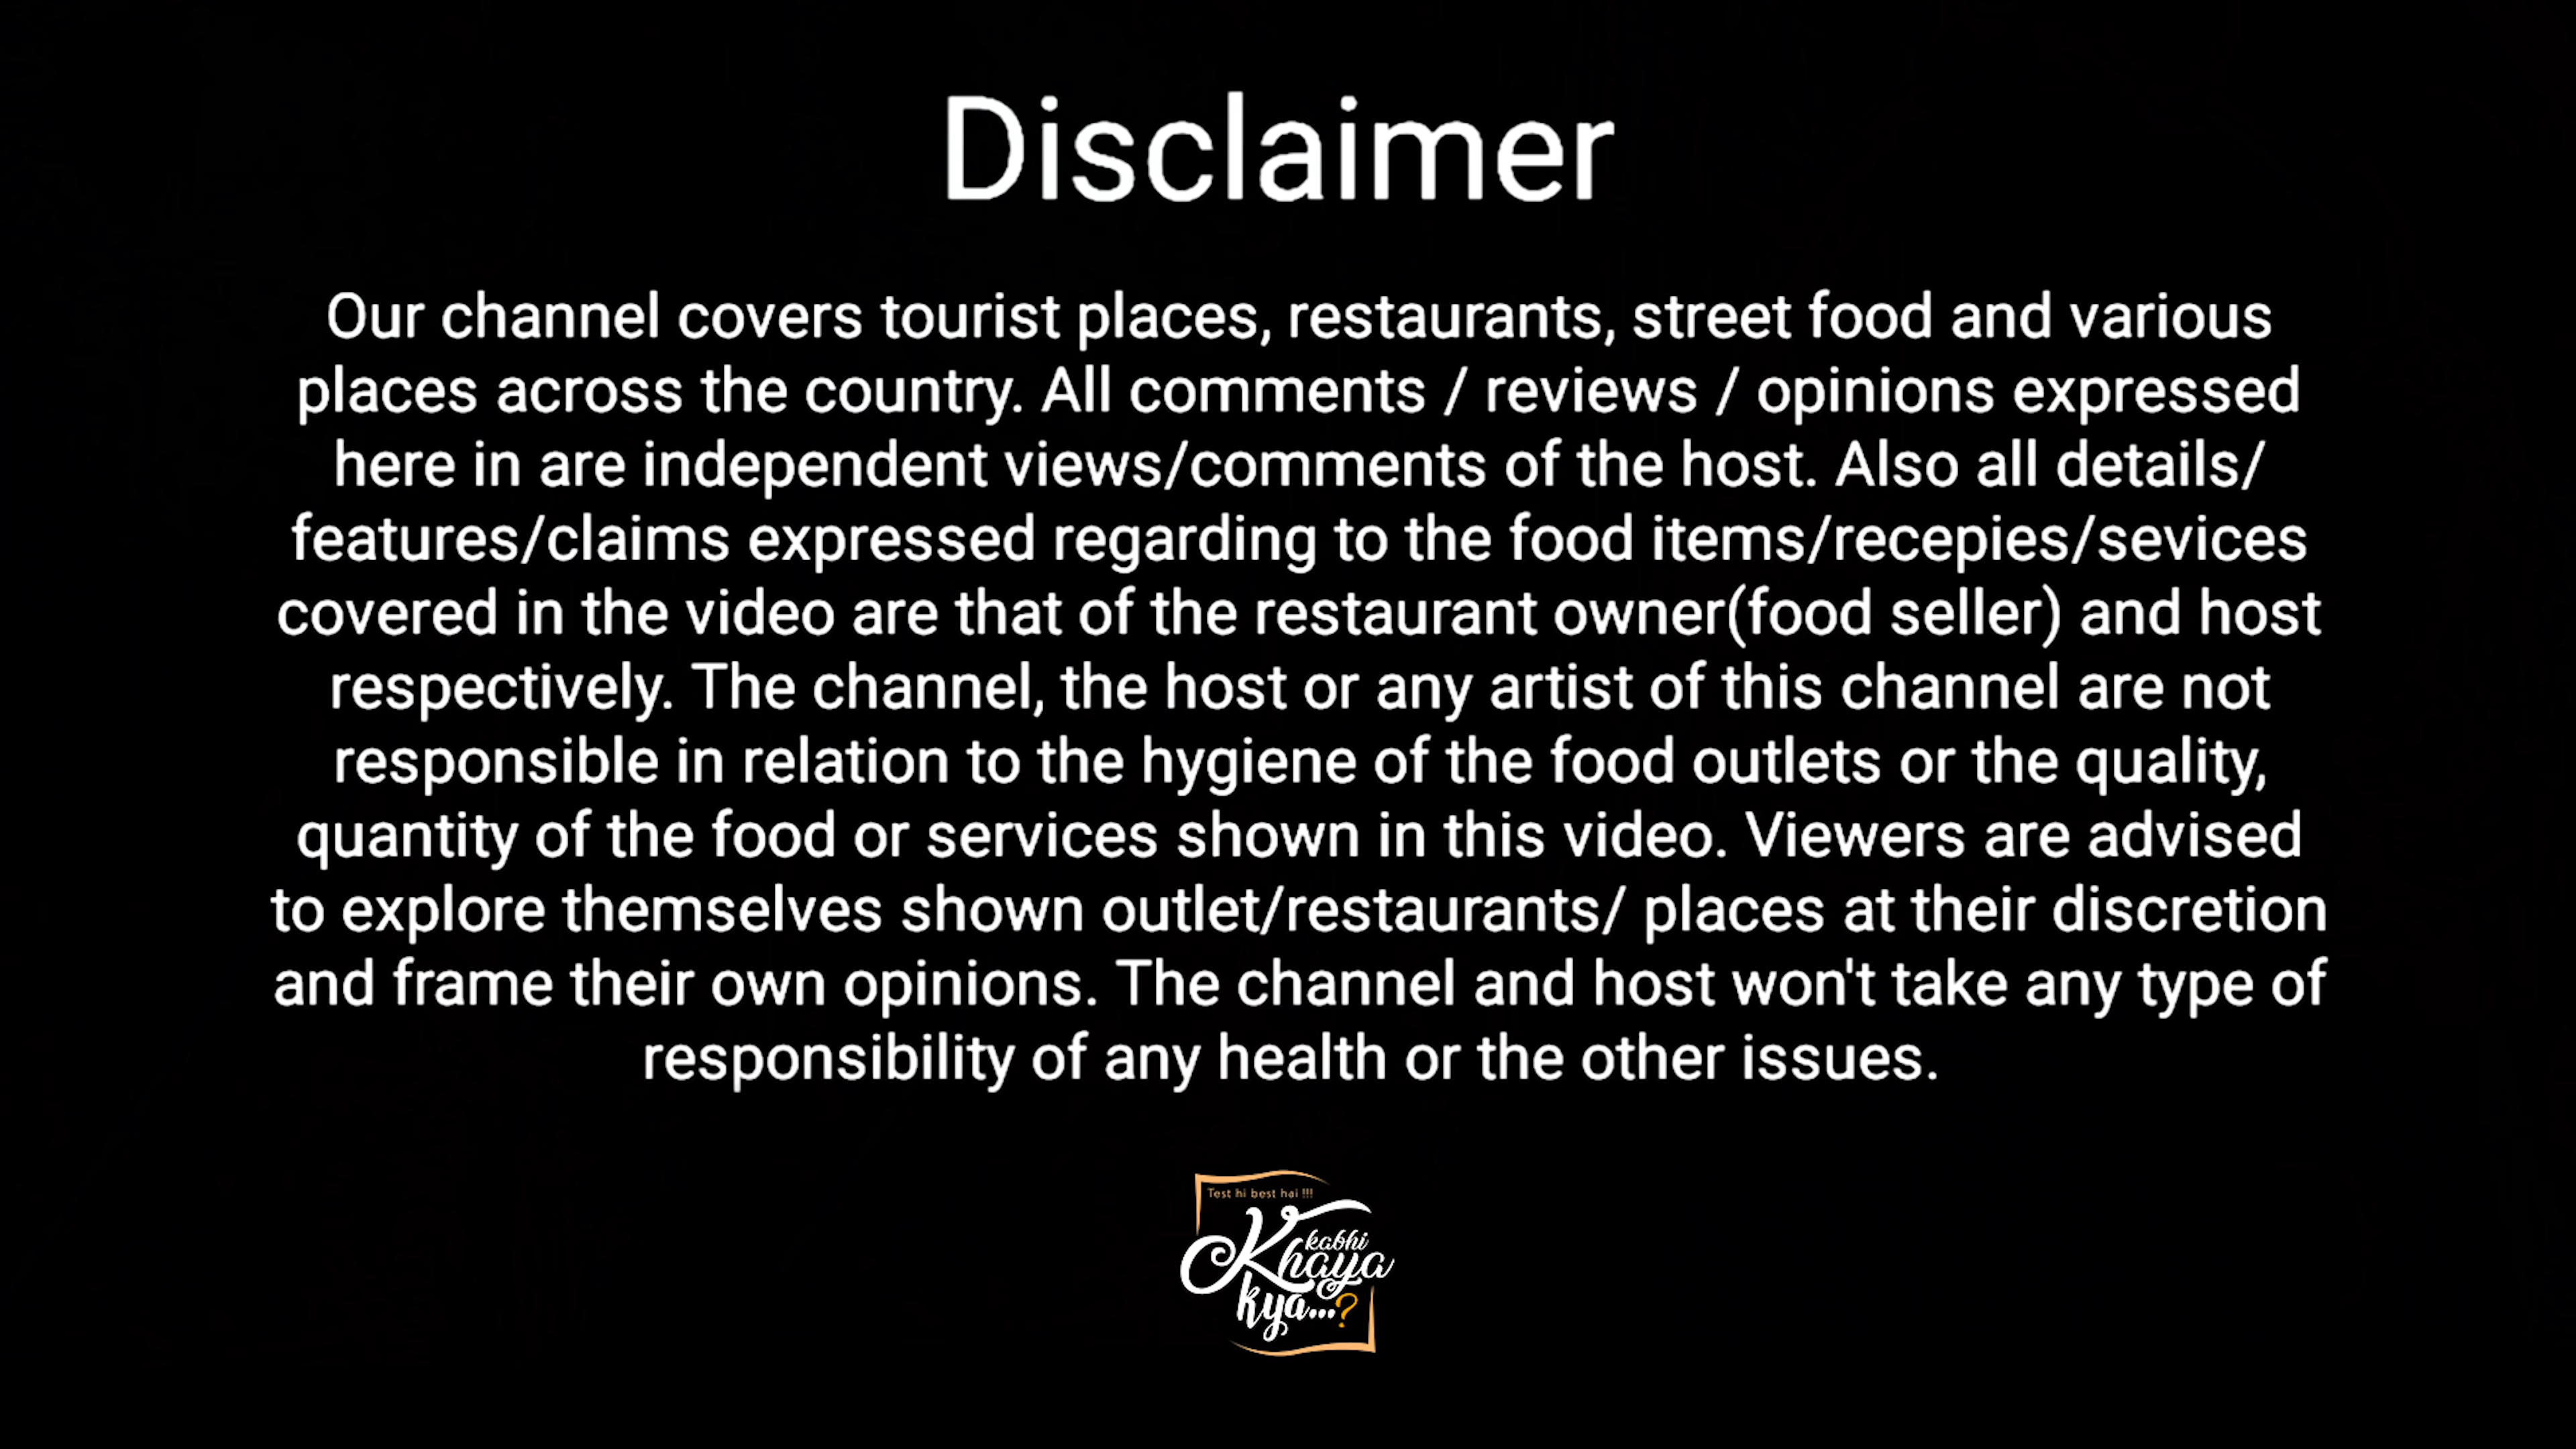 Disclaimer
Our channel covers tourist places, restaurants, street food and various
places across the country. All comments / reviews / opinions expressed
here in are independent views/comments of the host. Also all details/
features/claims expressed regarding to the food items/recepies/sevices
covered in the video are that of the restaurant owner(food seller) and host
respectively. The channel, the host or any artist of this channel are not
responsible in relation to the hygiene of the food outlets or the quality,
quantity of the food or services shown in this video. Viewers are advised
to explore themselves shown outlet/restaurants/ places at their discretion
and frame their own opinions. The channel and host won't take any type of
responsibility of any health or the other issues.
Test hi best hai !!!
kabhi
Khaya
kya...?